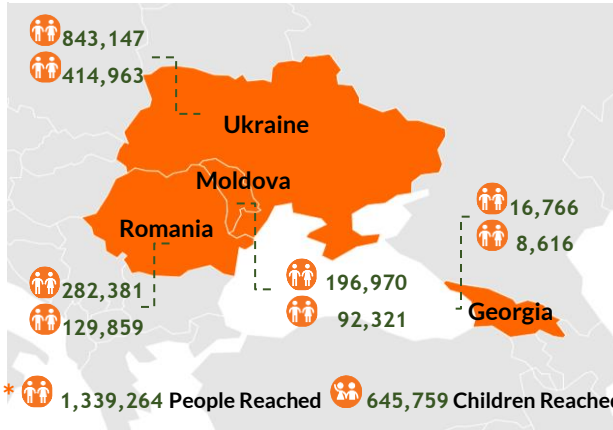 843,147
414,963
Ukraine
Moldova
Romania
16,766
8,616
282,381
129,859
196,970
92,321
Georgia
* 1,339,264 People Reached 645,759 Children Reached